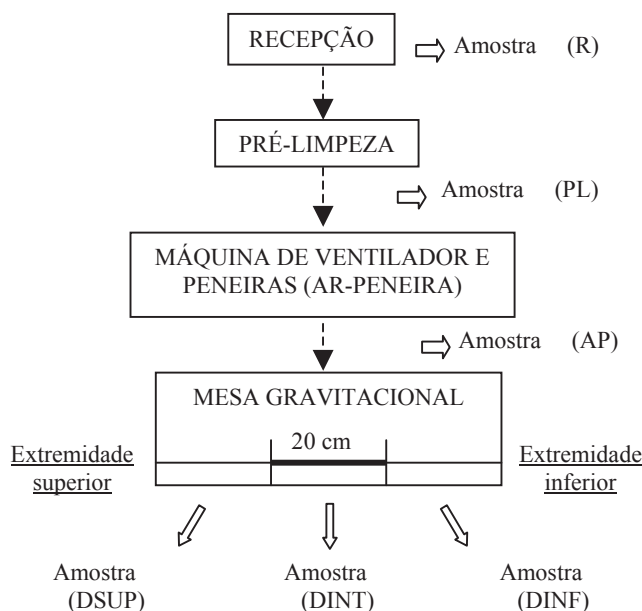 RECEPÇÃO
Amostra (R)
PRÉ-LIMPEZA
Amostra (PL)
MÁQUINA DE VENTILADOR E
PENEIRAS (AR-PENEIRA)
Amostra (AP)
MESA GRAVITACIONAL
20 cm
Extremidade
superior
Extremidade
inferior
Amostra
(DSUP)
Amostra
(DINT)
Amostra
(DINF)